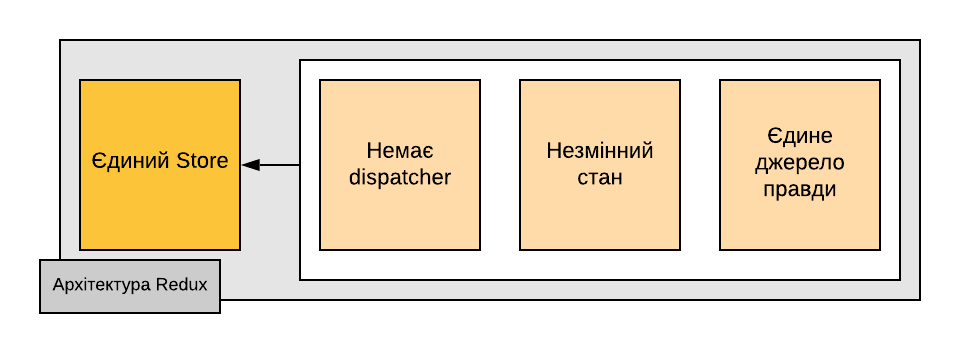 Єдиний Store
Немає
dispatcher
Незмінний
стан
Єдине
джерело
правди
Архітектура Redux